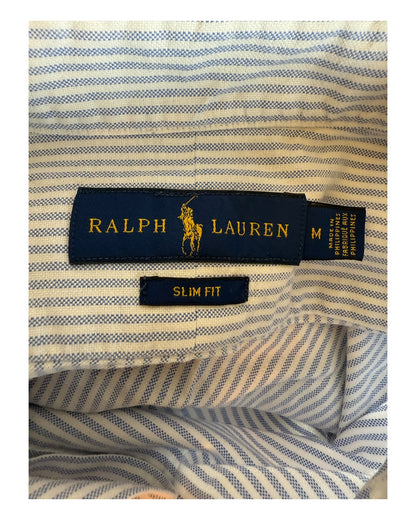 RALPH LAUREN
M
MADE IN
PHILIPPINES
FABRIQUÉ AUX
PHILIPPINES
SLIM FIT